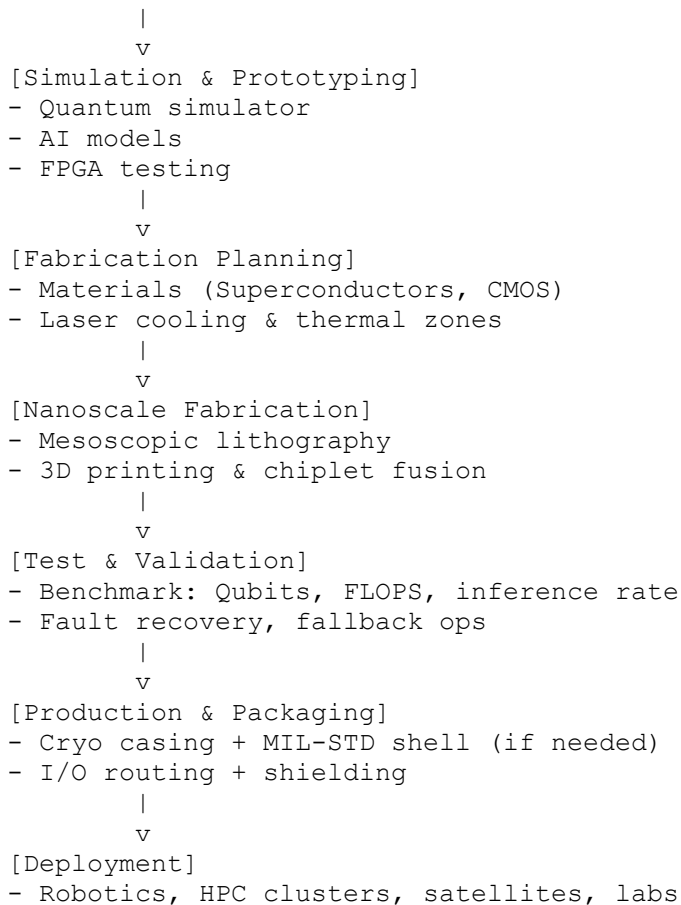 |
v
[Simulation & Prototyping]
- Quantum simulator
- AI models
- FPGA testing
|
v
[Fabrication Planning]
- Materials (Superconductors, CMOS)
- Laser cooling & thermal zones
|
v
[Nanoscale Fabrication]
- Mesoscopic lithography
- 3D printing & chiplet fusion
|
v
[Test & Validation]
- Benchmark: Qubits, FLOPS, inference rate
- Fault recovery, fallback ops
|
v
[Production & Packaging]
- Cryo casing + MIL-STD shell (if needed)
- I/O routing + shielding
|
v
[Deployment]
- Robotics, HPC clusters, satellites, labs